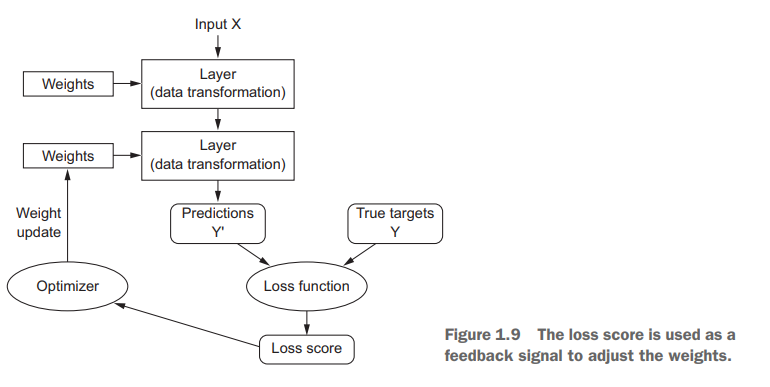 Input X
Layer
(data transformation)
Weights
Layer
(data transformation)
Weights
Weight
update
Predictions
Y'
True targets
Y
Optimizer
Loss function
Loss score
Figure 1.9 The loss score is used as a
feedback signal to adjust the weights.